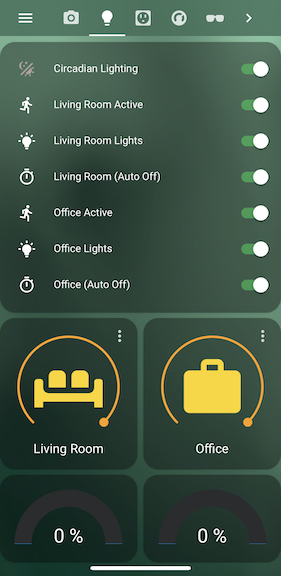 Circadian Lighting
Living Room Active
Living Room Lights
Living Room (Auto Off)
Office Active
Office Lights
Office (Auto Off)
Living Room
Office
0 %
0 %